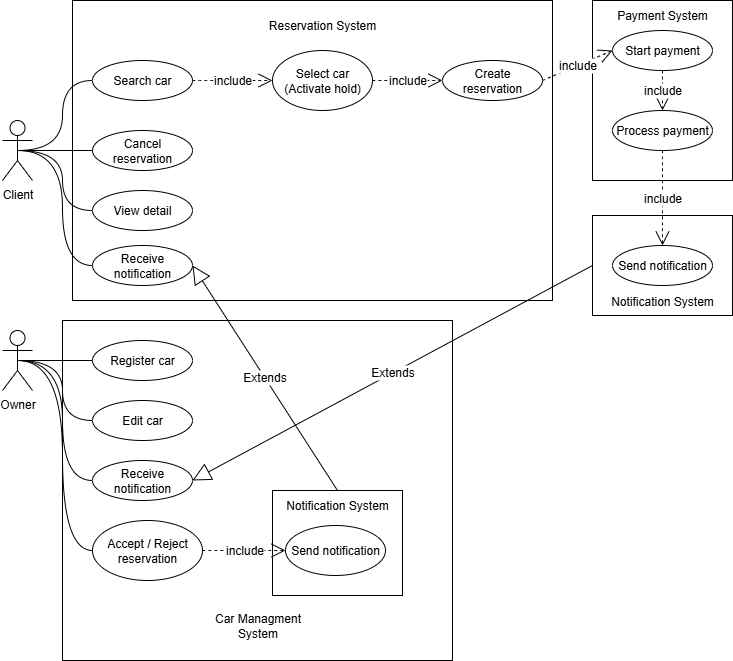 Reservation System
Payment System
Search car
include
Select car
(Activate hold)
include
Create
reservation
include
Start payment
include
Process payment
include
Send notification
Notification System
Client
Cancel
reservation
View detail
Receive
notification
Extends
Extends
Owner
Register car
Edit car
Receive
notification
Accept / Reject
reservation
include
Notification System
Send notification
Car Managment
System